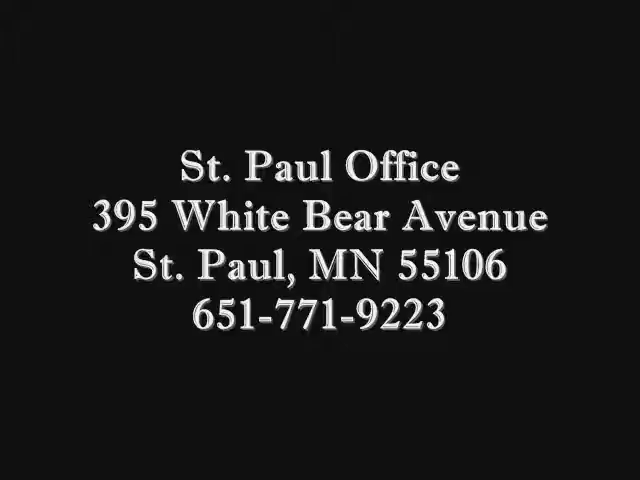 St. Paul Office
395 White Bear Avenue
St. Paul, MN 55106
651-771-9223